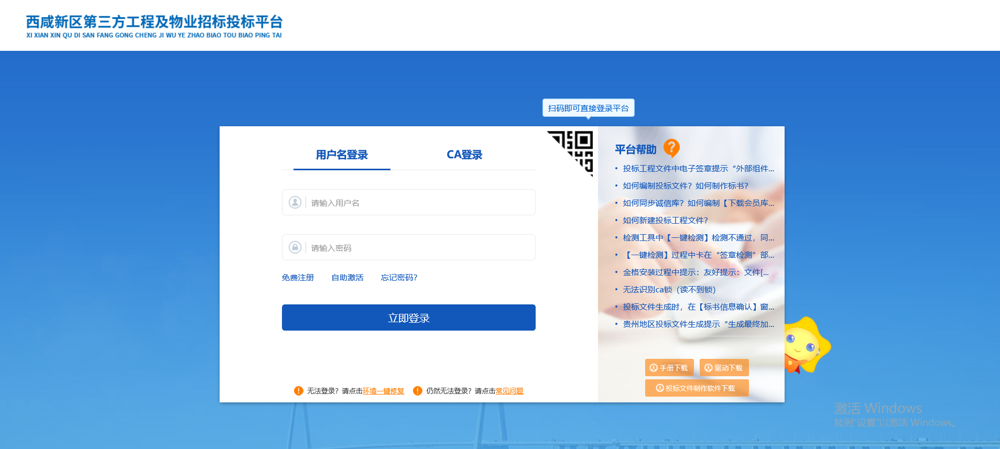 西咸新区第三方工程及物业招标投标平台
XI XIAN XIN QU DI SAN FANG GONG CHENG JI WU YE ZHAO BIAO TOU BIAO PING TAI
扫码即可直接登录平台
用户名登录
CA登录
请输入用户名
请输入密码
免费注册
自助激活
忘记密码?
立即登录
无法登录？请点击环境一键修复
仍然无法登录？请点击常见问题
平台帮助
投标工程文件中电子签章提示“外部组件...
如何编制投标文件？如何制作标书？
如何同步诚信库？如何编制【下载会员库...
如何新建投标工程文件？
检测工具中【一键检测】检测不通过，同...
【一键检测】过程中卡在“签章检测”部...
金格安装过程中提示：友好提示：文件[...
无法识别ca锁（读不到锁）
投标文件生成时，在【标书信息确认】窗...
贵州地区投标文件生成提示“生成最终加...
手册下载
驱动下载
投标文件制作软件下载
激活 Windows
转到"设置"以激活 Windows。